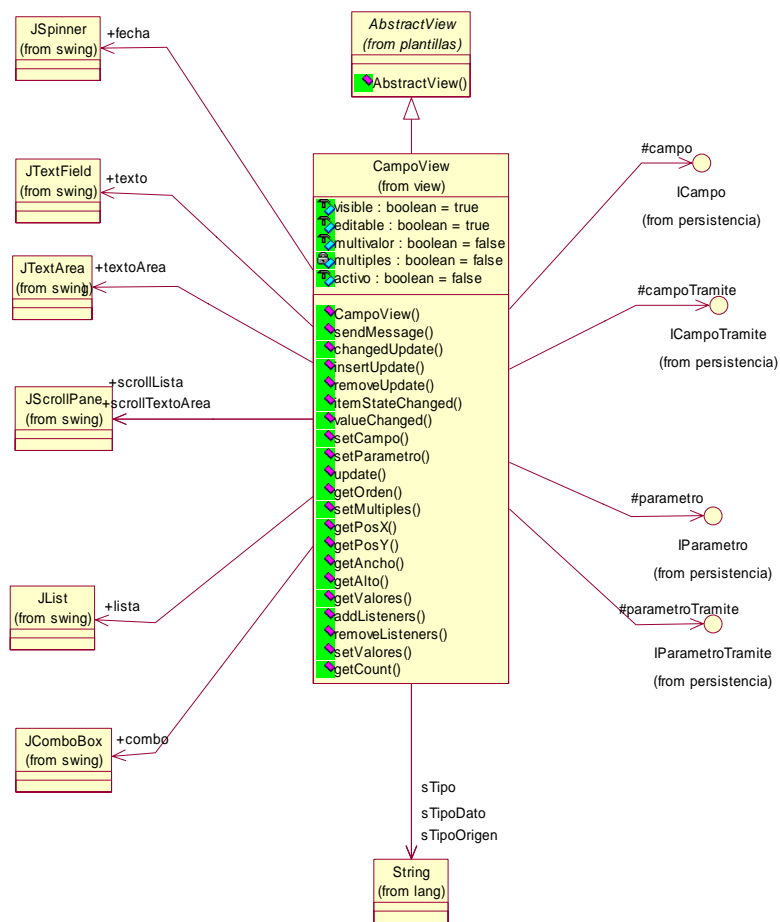 JSpinner
(from swing)
+fecha
AbstractView
(from plantillas)
AbstractView()
JTextField
(from swing)
+texto
JTextArea
(from swing)
+textoArea
JScrollPane
(from swing)
+scrollLista
+scrollTextoArea
JList
(from swing)
+lista
JComboBox
(from swing)
+combo
CampoView
(from view)
visible : boolean = true
editable : boolean = true
multivalor : boolean = false
multiples : boolean = false
activo : boolean = false
CampoView()
sendMessage()
changedUpdate()
insertUpdate()
removeUpdate()
itemStateChanged()
valueChanged()
setCampo()
setParametro()
update()
getOrden()
setMultiples()
getPosX()
getPosY()
getAncho()
getAlto()
getValores()
addListeners()
removeListeners()
setValores()
getCount()
#campo
ICampo
(from persistencia)
#campoTramite
ICampoTramite
(from persistencia)
#parametro
IParametro
(from persistencia)
#parametroTramite
IParametroTramite
(from persistencia)
sTipo
sTipoDato
sTipoOrigen
String
(from lang)